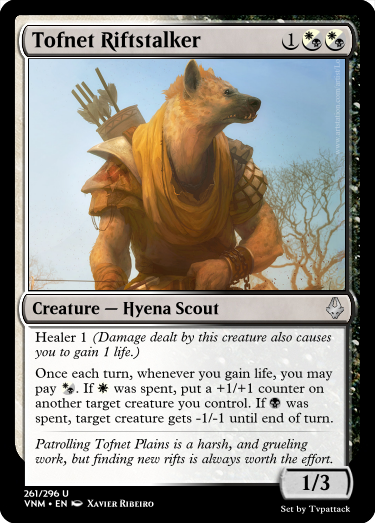 Tofnet Riftstalker 1
Creature — Hyena Scout
Healer 1 (Damage dealt by this creature also causes
you to gain 1 life.)
Once each turn, whenever you gain life, you may
pay . If was spent, put a +1/+1 counter on
another target creature you control. If was
spent, target creature gets -1/-1 until end of turn.
Patrolling Tofnet Plains is a harsh, and grueling
work, but finding new rifts is always worth the effort.
1/3
261/296 U
VNM • EN Xavier Ribeiro
Set by Tvpattack